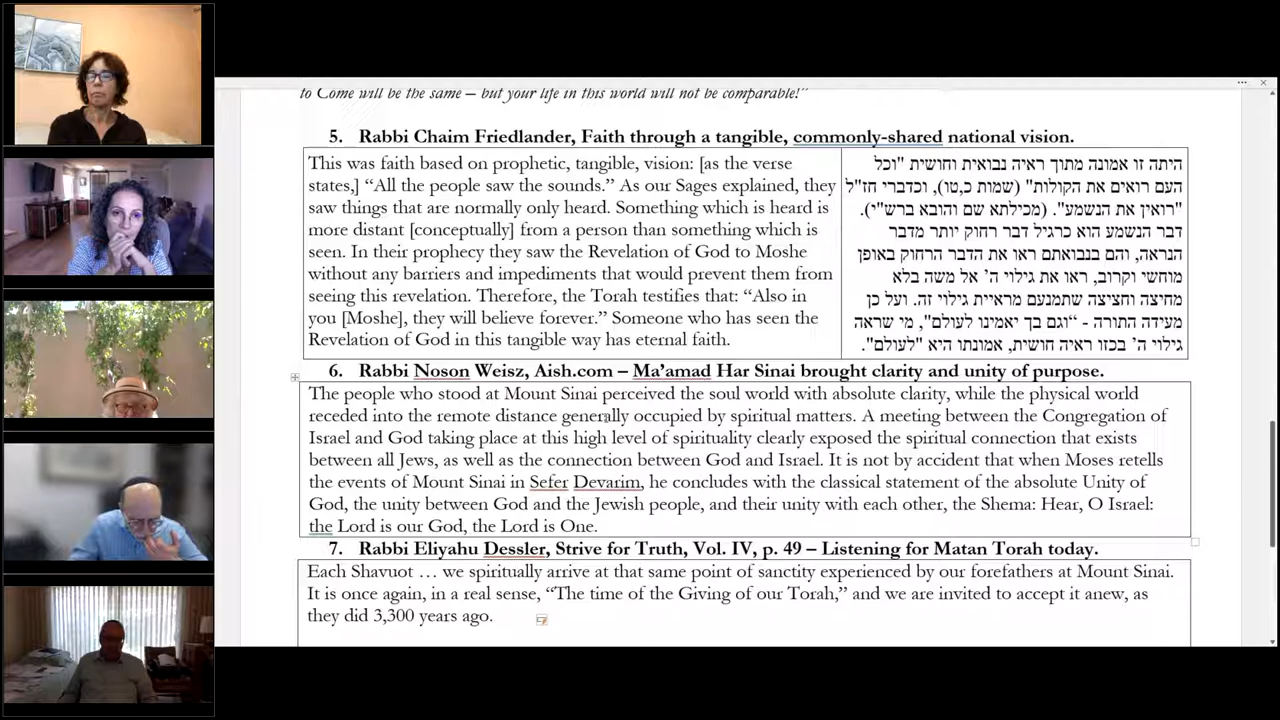 to Come will be the same – but your life in this world will not be comparable!”
5. Rabbi Chaim Friedlander, Faith through a tangible, commonly-shared national vision.
This was faith based on prophetic, tangible, vision: [as the verse
states,] “All the people saw the sounds.” As our Sages explained, they
saw things that are normally only heard. Something which is heard is
more distant [conceptually] from a person than something which is
seen. In their prophecy they saw the Revelation of God to Moshe
without any barriers and impediments that would prevent them from
seeing this revelation. Therefore, the Torah testifies that: “Also in
you [Moshe], they will believe forever.” Someone who has seen the
Revelation of God in this tangible way has eternal faith.
היתה זו אמונה מתוך ראיה נבואית וחושית "וכל
העם רואים את הקולות" (שמות כ,טו), וכדברי חז"ל
"רואין את הנשמע". (מכילתא שם והובא ברש"י).
דבר הנשמע הוא כרגיל דבר רחוק יותר מדבר
הנראה, והם בנבואתם ראו את הדבר הרחוק באופן
מוחשי וקרוב, ראו את גילוי ה' אל משה בלא
מחיצה וחציצה שתמנעם מראיית גילוי זה. ועל כן
מעידה התורה - “וגם בך יאמינו לעולם", מי שראה
גילוי ה' בכזו ראיה חושית, אמונתו היא "לעולם".
6. Rabbi Noson Weisz, Aish.com – Ma’amad Har Sinai brought clarity and unity of purpose.
The people who stood at Mount Sinai perceived the soul world with absolute clarity, while the physical world
receded into the remote distance generally occupied by spiritual matters. A meeting between the Congregation of
Israel and God taking place at this high level of spirituality clearly exposed the spiritual connection that exists
between all Jews, as well as the connection between God and Israel. It is not by accident that when Moses retells
the events of Mount Sinai in Sefer Devarim, he concludes with the classical statement of the absolute Unity of
God, the unity between God and the Jewish people, and their unity with each other, the Shema: Hear, O Israel:
the Lord is our God, the Lord is One.
7. Rabbi Eliyahu Dessler, Strive for Truth, Vol. IV, p. 49 – Listening for Matan Torah today.
Each Shavuot … we spiritually arrive at that same point of sanctity experienced by our forefathers at Mount Sinai.
It is once again, in a real sense, “The time of the Giving of our Torah,” and we are invited to accept it anew, as
they did 3,300 years ago.